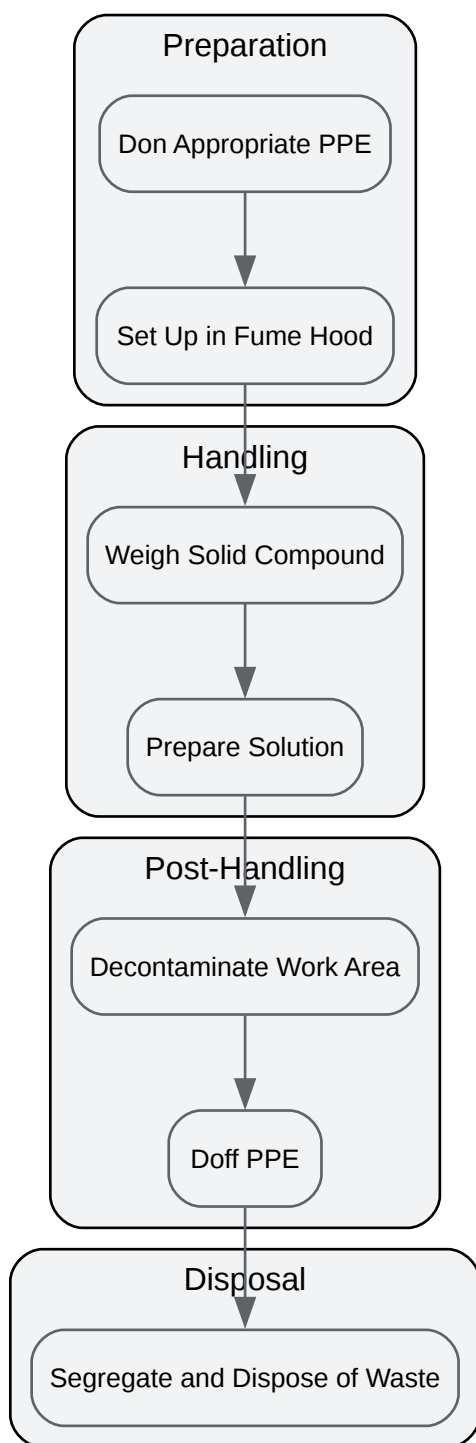 Preparation
Don Appropriate PPE
Set Up in Fume Hood
Handling
Weigh Solid Compound
Prepare Solution
Post-Handling
Decontaminate Work Area
Doff PPE
Disposal
Segregate and Dispose of Waste